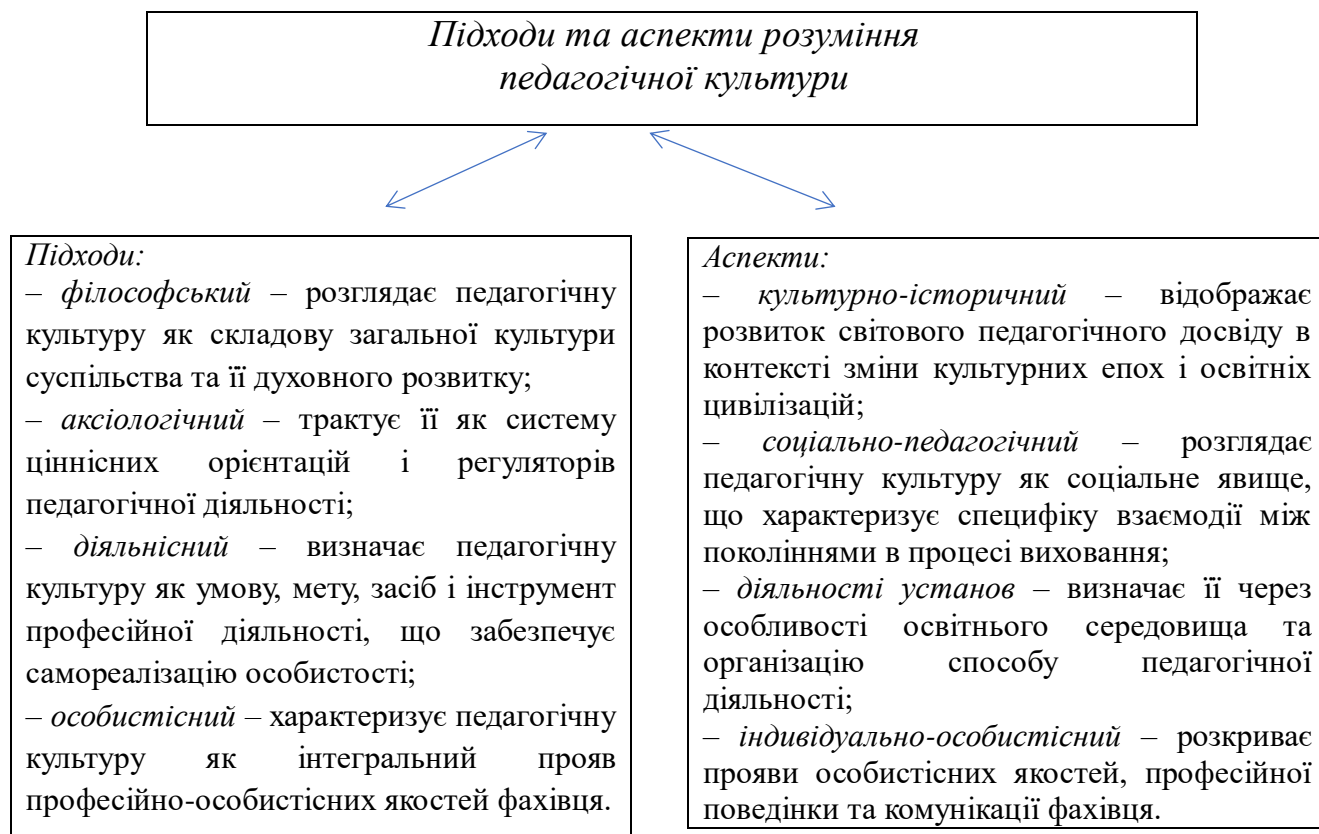 Підходи та аспекти розуміння
педагогічної культури
Підходи:
– філософський – розглядає педагогічну
культуру як складову загальної культури
суспільства та її духовного розвитку;
– аксіологічний – трактує її як систему
ціннісних орієнтацій і регуляторів
педагогічної діяльності;
– діяльнісний – визначає педагогічну
культуру як умову, мету, засіб і інструмент
професійної діяльності, що забезпечує
самореалізацію особистості;
– особистісний – характеризує педагогічну
культуру як інтегральний прояв
професійно-особистісних якостей фахівця.
Аспекти:
– культурно-історичний – відображає
розвиток світового педагогічного досвіду в
контексті зміни культурних епох і освітніх
цивілізацій;
– соціально-педагогічний – розглядає
педагогічну культуру як соціальне явище,
що характеризує специфіку взаємодії між
поколіннями в процесі виховання;
– діяльності установ – визначає її через
особливості освітнього середовища та
організацію способу педагогічної
діяльності;
– індивідуально-особистісний – розкриває
прояви особистісних якостей, професійної
поведінки та комунікації фахівця.